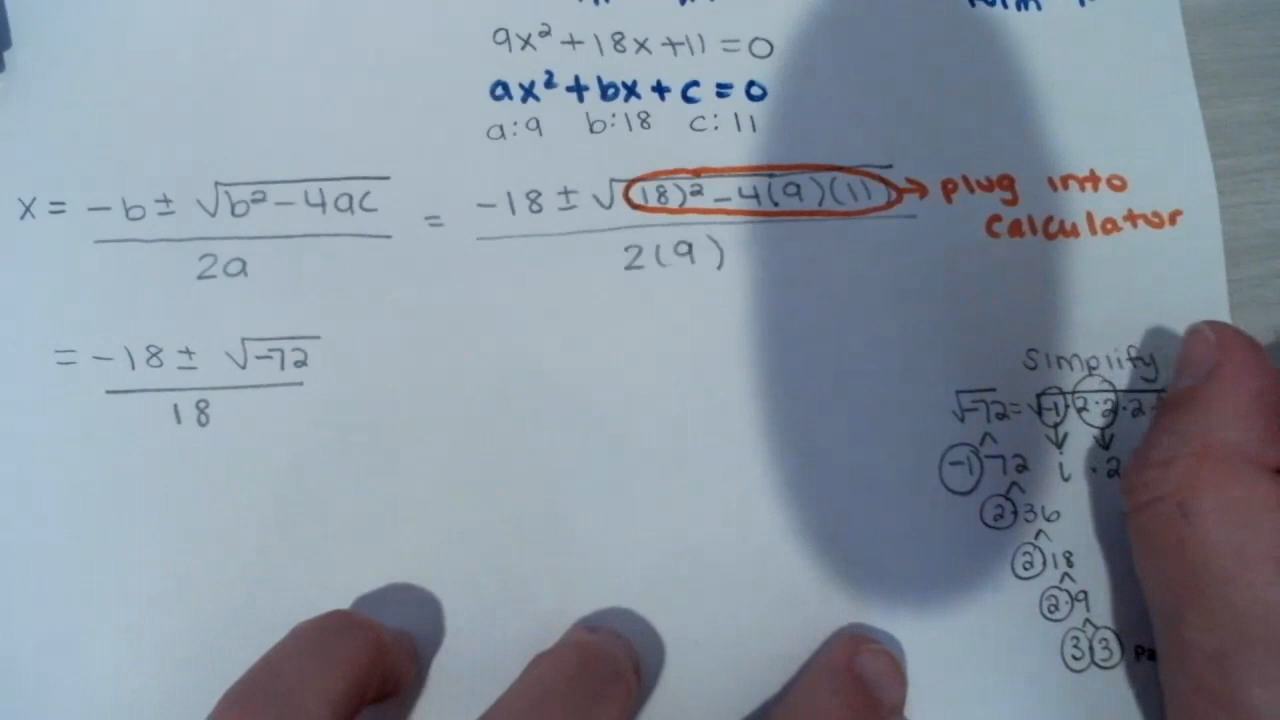 9x² + 18x + 11 = 0
ax² + bx + c = 0
a:9 b:18 c:11
x = -b ± √b² - 4ac / 2a = -18 ± √(18)² - 4(9)(11) / 2(9) → plug into calculator
= -18 ± √-72 / 18
Simplify
√-72 = √-1 · 2·2 · 2 ·
-1 72 i · 2
2 · 36
2 18
2 · 9
3 3